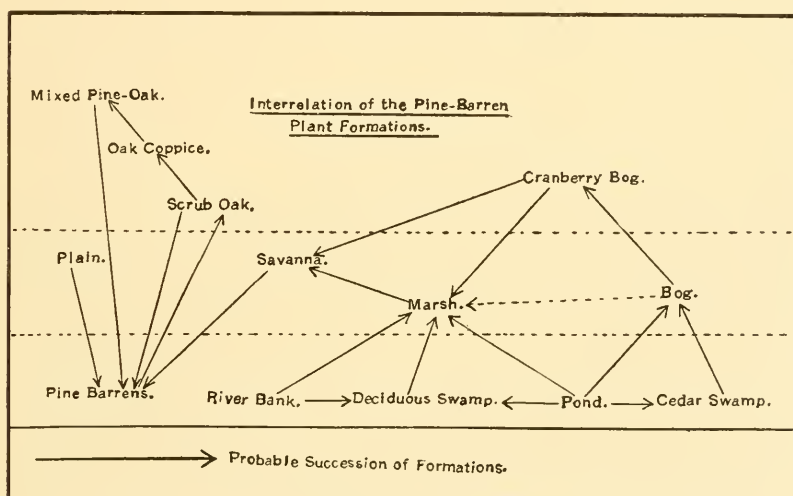 Mixed Pine-Oak.
Interrelation of the Pine-Barren
Plant Formations.
Oak Coppice.
Cranberry Bog.
Scrub Oak.
Plain.
Savanna.
Bog.
Marsh.
Pine Barrens.
River Bank.
Deciduous Swamp.
Pond.
Cedar Swamp.
Probable Succession of Formations.